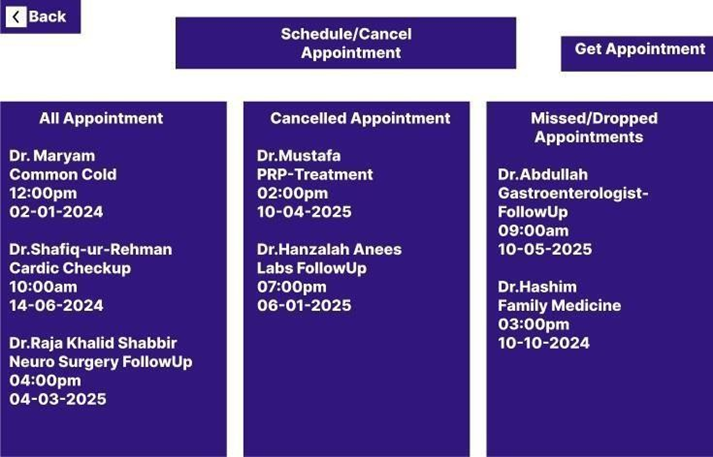 Back
Schedule/Cancel
Appointment
Get Appointment
All Appointment
Dr. Maryam
Common Cold
12:00pm
02-01-2024
Dr.Shafiq-ur-Rehman
Cardic Checkup
10:00am
14-06-2024
Dr.Raja Khalid Shabbir
Neuro Surgery FollowUp
04:00pm
04-03-2025
Cancelled Appointment
Dr.Mustafa
PRP-Treatment
02:00pm
10-04-2025
Dr.Hanzalah Anees
Labs FollowUp
07:00pm
06-01-2025
Missed/Dropped
Appointments
Dr.Abdullah
Gastroenterologist-
FollowUp
09:00am
10-05-2025
Dr.Hashim
Family Medicine
03:00pm
10-10-2024